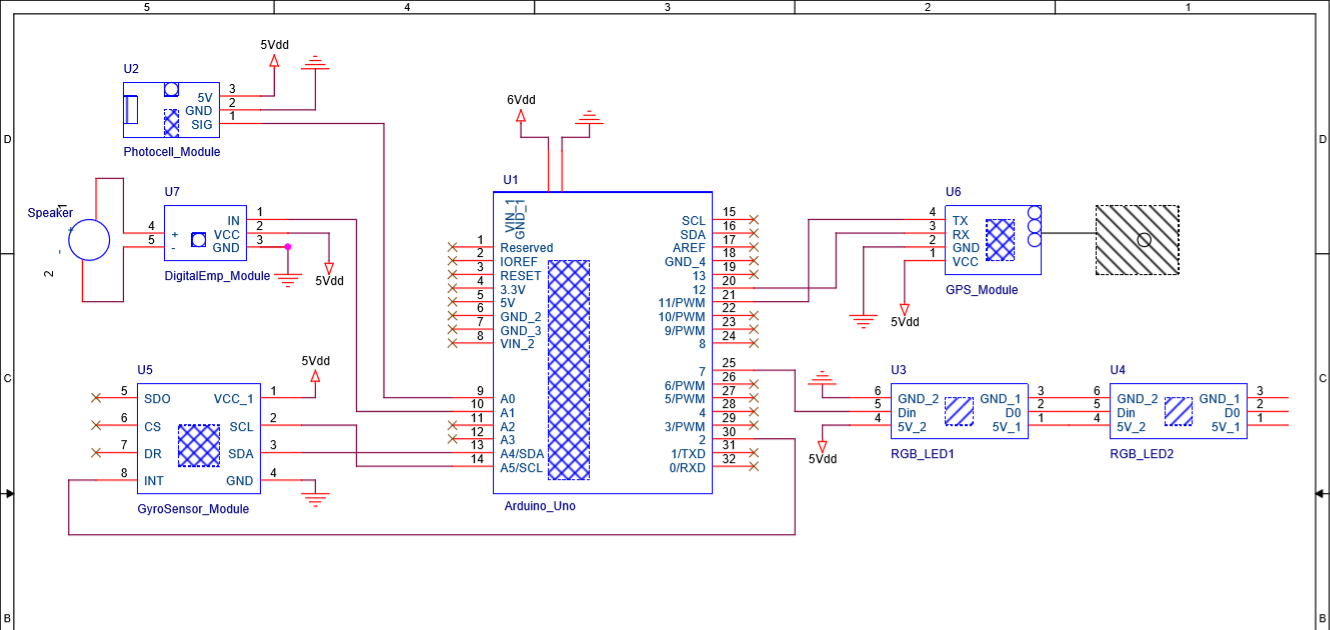 5 4 3 2 1
D
D
C
C
B
B
U2
5V 3
GND 2
SIG 1
Photocell_Module
5Vdd
Speaker
1
+
-
2
U7
4 + IN 1
5 - VCC 2
GND 3
DigitalEmp_Module
5Vdd
U5
5 SDO VCC_1 1
6 CS SCL 2
7 DR SDA 3
8 INT GND 4
GyroSensor_Module
5Vdd
6Vdd
U1
VIN_1
GND_1
1 Reserved
2 IOREF
3 RESET
4 3.3V
5 5V
6 GND_2
7 GND_3
8 VIN_2
9 A0
10 A1
11 A2
12 A3
13 A4/SDA
14 A5/SCL
SCL 15
SDA 16
AREF 17
GND_4 18
13 19
12 20
11/PWM 21
10/PWM 22
9/PWM 23
8 24
7 25
6/PWM 26
5/PWM 27
4 28
3/PWM 29
2 30
1/TXD 31
0/RXD 32
Arduino_Uno
U6
4 TX
3 RX
2 GND
1 VCC
GPS_Module
5Vdd
U3
6 GND_2 GND_1 3
5 Din D0 2
4 5V_2 5V_1 1
RGB_LED1
5Vdd
U4
6 GND_2 GND_1 3
5 Din D0 2
4 5V_2 5V_1 1
RGB_LED2